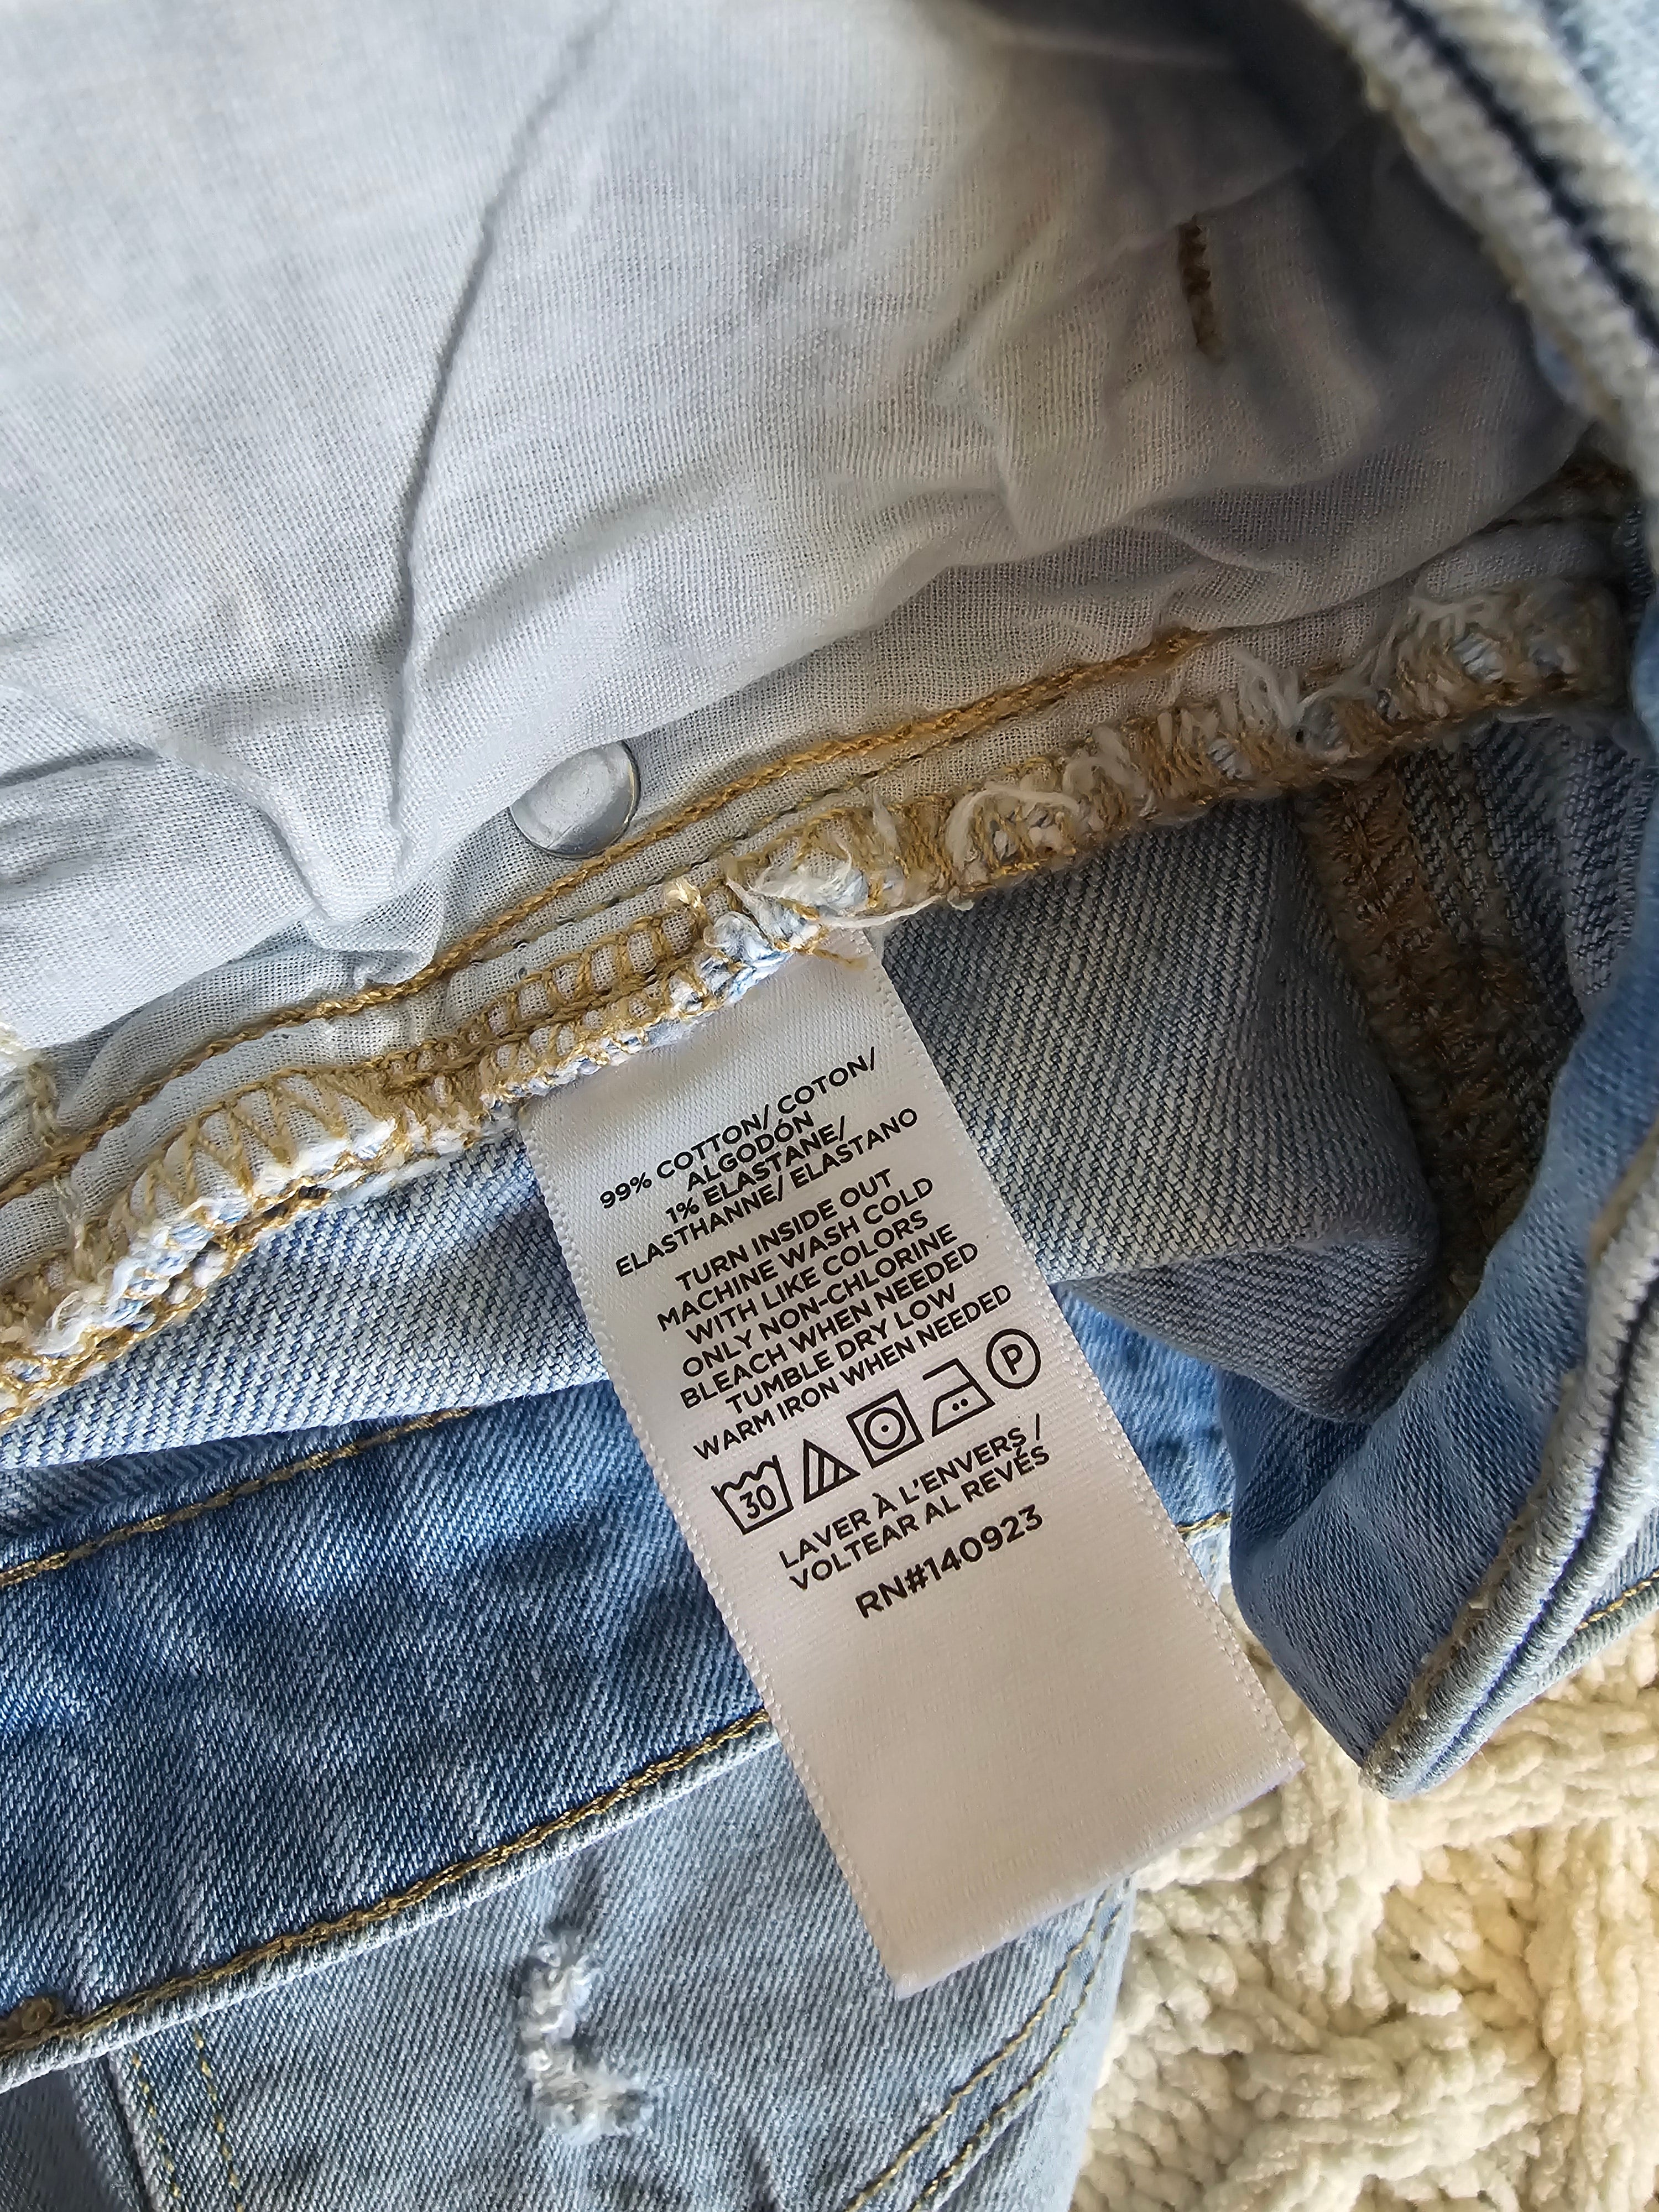 99% COTTON/ COTON/
ALGODÓN
1% ELASTANE/
ELASTHANNE/ ELASTANO
TURN INSIDE OUT
MACHINE WASH COLD
WITH LIKE COLORS
ONLY NON-CHLORINE
BLEACH WHEN NEEDED
TUMBLE DRY LOW
WARM IRON WHEN NEEDED
30 P
LAVER À L'ENVERS /
VOLTEAR AL REVÉS
RN#140923